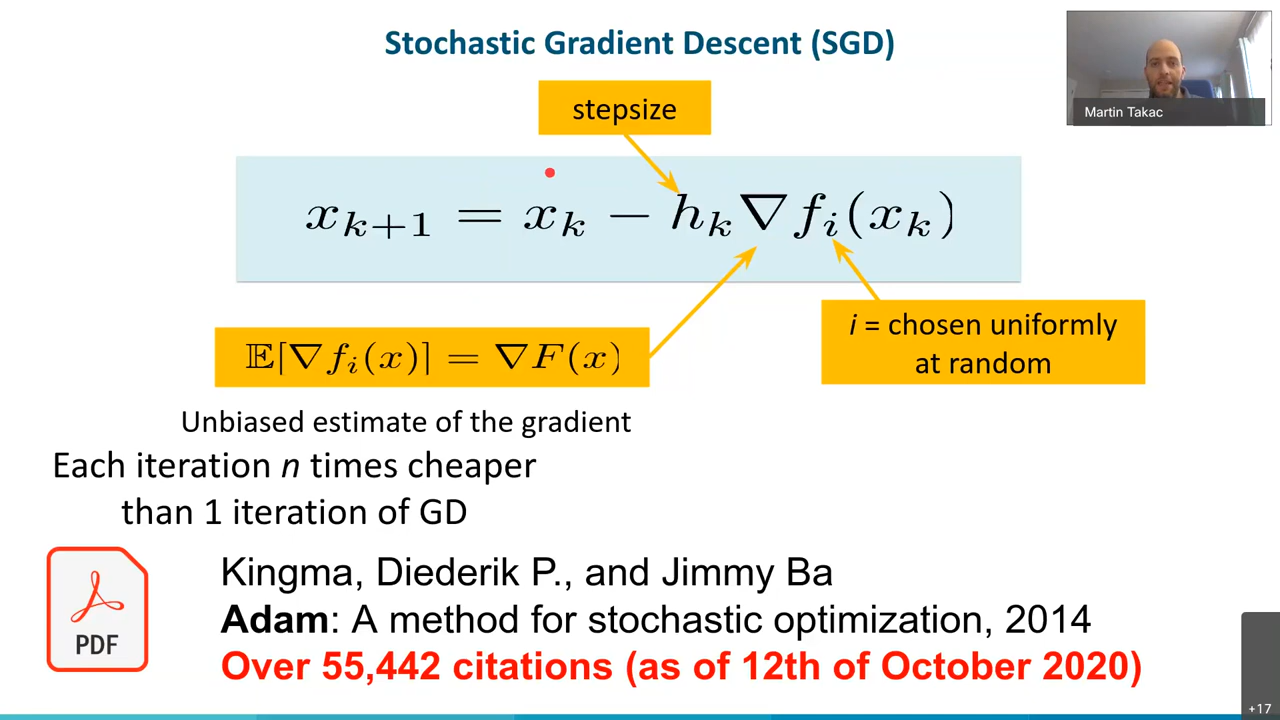 Stochastic Gradient Descent (SGD)
Martin Takac
stepsize
x_{k+1} = x_k − h_k ∇f_i(x_k)
𝔼[∇f_i(x)] = ∇F(x)
i = chosen uniformly
at random
Unbiased estimate of the gradient
Each iteration n times cheaper
than 1 iteration of GD
PDF
Kingma, Diederik P., and Jimmy Ba
Adam: A method for stochastic optimization, 2014
Over 55,442 citations (as of 12th of October 2020)
+17